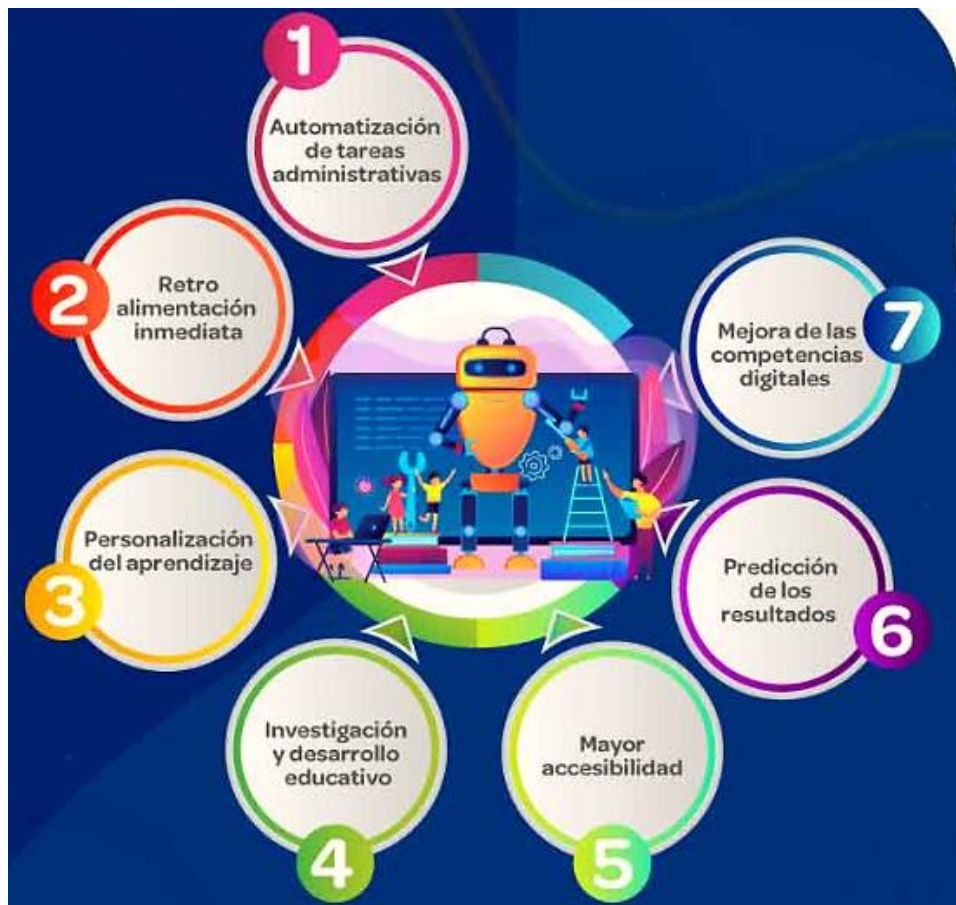 1
Automatización
de tareas
administrativas
2
Retro
alimentación
inmediata
3
Personalización
del aprendizaje
4
Investigación
y desarrollo
educativo
5
Mayor
accesibilidad
6
Predicción
de los
resultados
7
Mejora de las
competencias
digitales